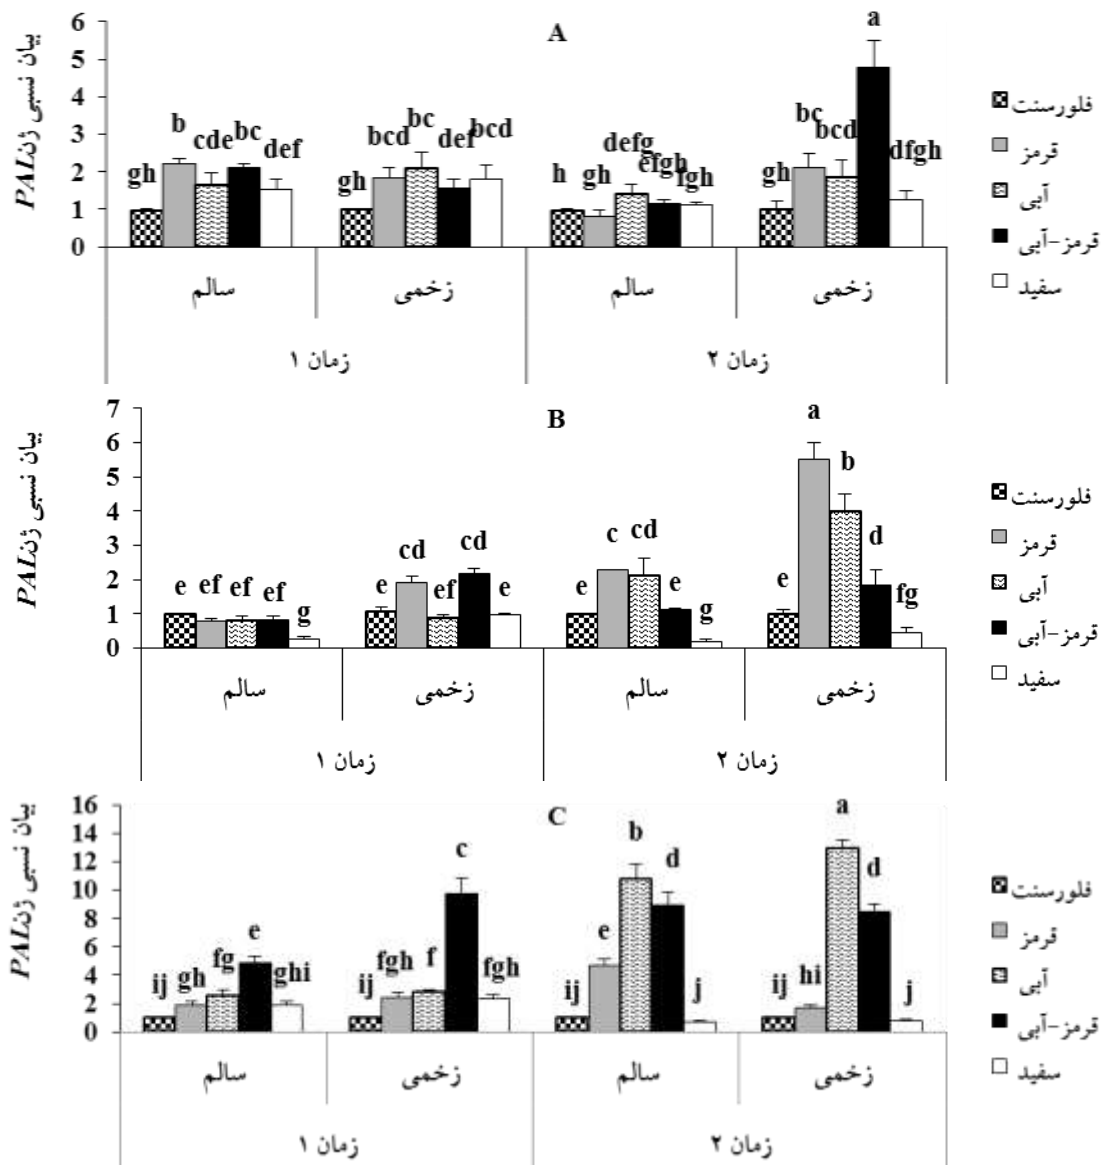 A
بیان نسبی ژن PAL
6
5
4
3
2
1
0
gh b cde bc def
gh bcd bc def bcd
h gh defg efgh fgh
gh bc bcd a dfgh
سالم زخمی سالم زخمی
زمان ۱ زمان ۲
فلورسنت
قرمز
آبی
قرمز-آبی
سفید
B
بیان نسبی ژن PAL
7
6
5
4
3
2
1
0
e ef ef ef g
e cd ef cd e
e c cd e g
e a b d fg
سالم زخمی سالم زخمی
زمان ۱ زمان ۲
فلورسنت
قرمز
آبی
قرمز-آبی
سفید
C
بیان نسبی ژن PAL
16
14
12
10
8
6
4
2
0
ij gh fg e ghi
ij fgh f c fgh
ij e b d j
ij hi a d j
سالم زخمی سالم زخمی
زمان ۱ زمان ۲
فلورسنت
قرمز
آبی
قرمز-آبی
سفید